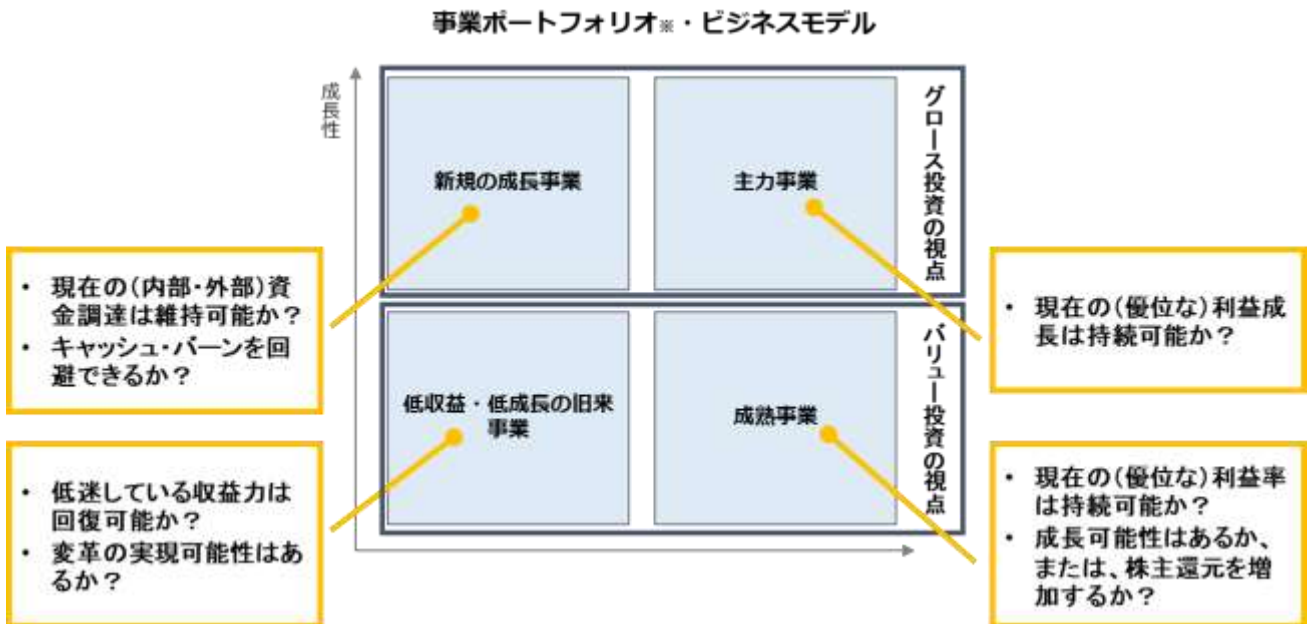 事業ポートフォリオ※・ビジネスモデル
成長性
グロース投資の視点
新規の成長事業
主力事業
・ 現在の(内部・外部)資
金調達は維持可能か？
・ キャッシュ・バーンを回
避できるか？
・ 現在の(優位な)利益成
長は持続可能か？
バリュー投資の視点
低収益・低成長の旧来
事業
成熟事業
・ 低迷している収益力は
回復可能か？
・ 変革の実現可能性はあ
るか？
・ 現在の(優位な)利益率
は持続可能か？
・ 成長可能性はあるか、
または、株主還元を増
加するか？